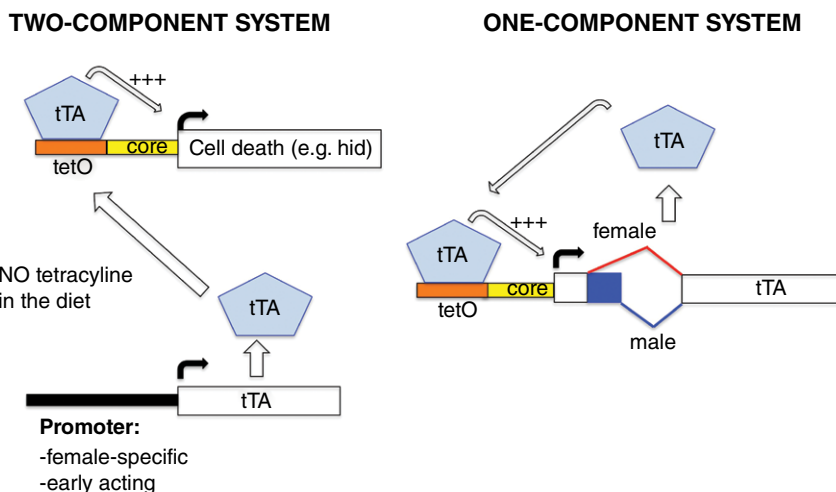 TWO-COMPONENT SYSTEM
+++
tTA
core
Cell death (e.g. hid)
tetO
NO tetracyline
in the diet
tTA
tTA
Promoter:
-female-specific
-early acting
ONE-COMPONENT SYSTEM
tTA
+++
female
tTA
core
tTA
tetO
male